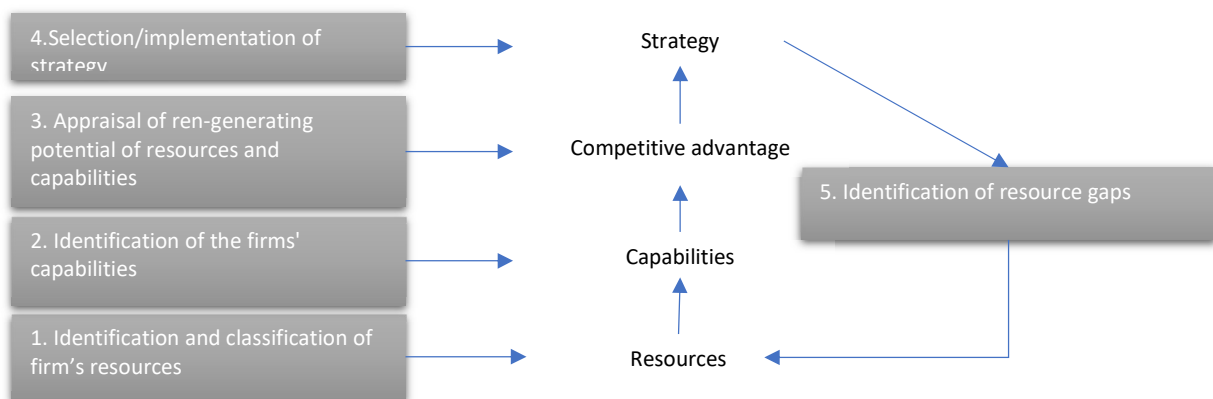 4.Selection/implementation of
strategy
Strategy
3. Appraisal of ren-generating
potential of resources and
capabilities
Competitive advantage
5. Identification of resource gaps
2. Identification of the firms'
capabilities
Capabilities
1. Identification and classification of
firm’s resources
Resources